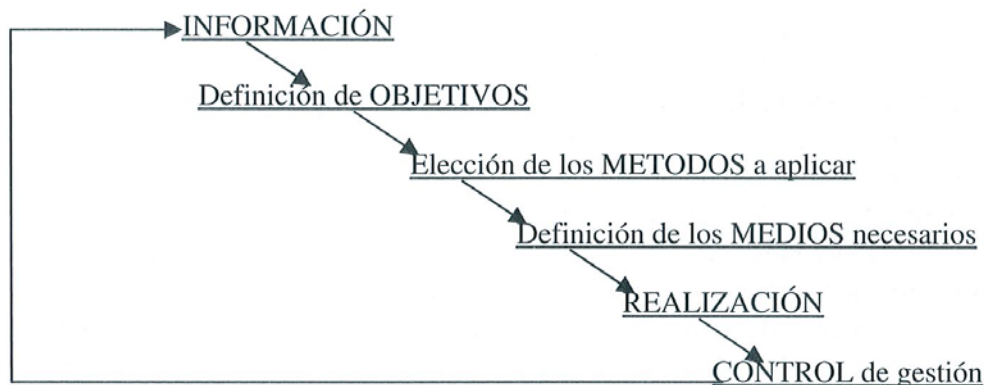 INFORMACIÓN
Definición de OBJETIVOS
Elección de los METODOS a aplicar
Definición de los MEDIOS necesarios
REALIZACIÓN
CONTROL de gestión